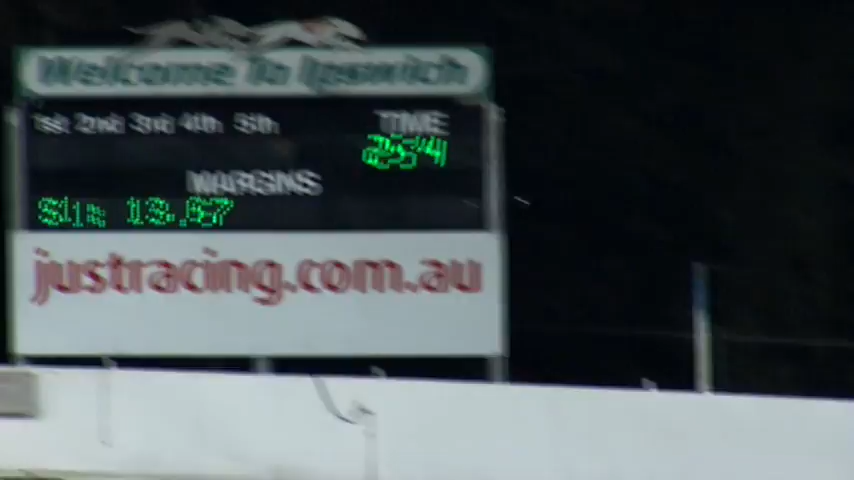 Welcome To Ipswich
1st 2nd 3rd 4th 5th
TIME
MARGINS
justracing.com.au